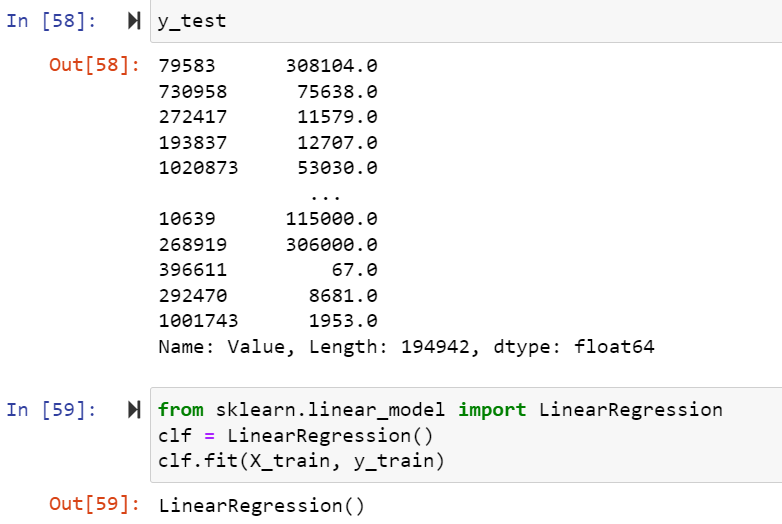 In [58]: y_test
Out[58]: 79583 308104.0
730958 75638.0
272417 11579.0
193837 12707.0
1020873 53030.0
...
10639 115000.0
268919 306000.0
396611 67.0
292470 8681.0
1001743 1953.0
Name: Value, Length: 194942, dtype: float64
In [59]: from sklearn.linear_model import LinearRegression
clf = LinearRegression()
clf.fit(X_train, y_train)
Out[59]: LinearRegression()